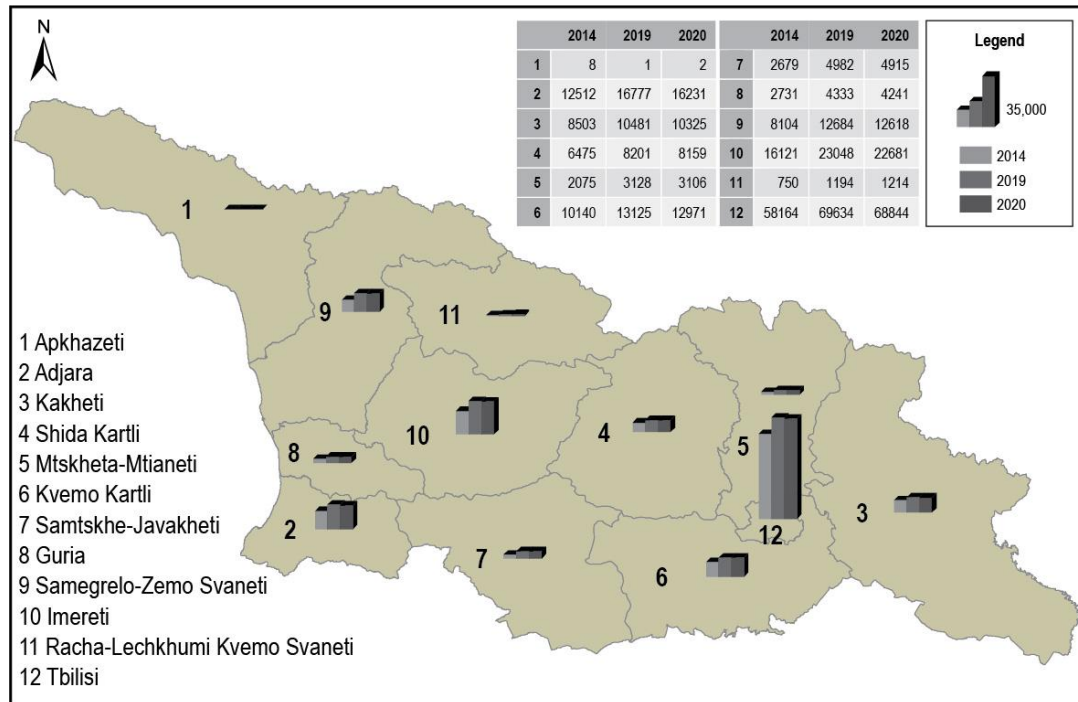 N
2014 2019 2020 2014 2019 2020
1 8 1 2 7 2679 4982 4915
2 12512 16777 16231 8 2731 4333 4241
3 8503 10481 10325 9 8104 12684 12618
4 6475 8201 8159 10 16121 23048 22681
5 2075 3128 3106 11 750 1194 1214
6 10140 13125 12971 12 58164 69634 68844
Legend
35,000
2014
2019
2020
1
9
11
10
4
5
3
8
2
12
7
6
1 Apkhazeti
2 Adjara
3 Kakheti
4 Shida Kartli
5 Mtskheta-Mtianeti
6 Kvemo Kartli
7 Samtskhe-Javakheti
8 Guria
9 Samegrelo-Zemo Svaneti
10 Imereti
11 Racha-Lechkhumi Kvemo Svaneti
12 Tbilisi